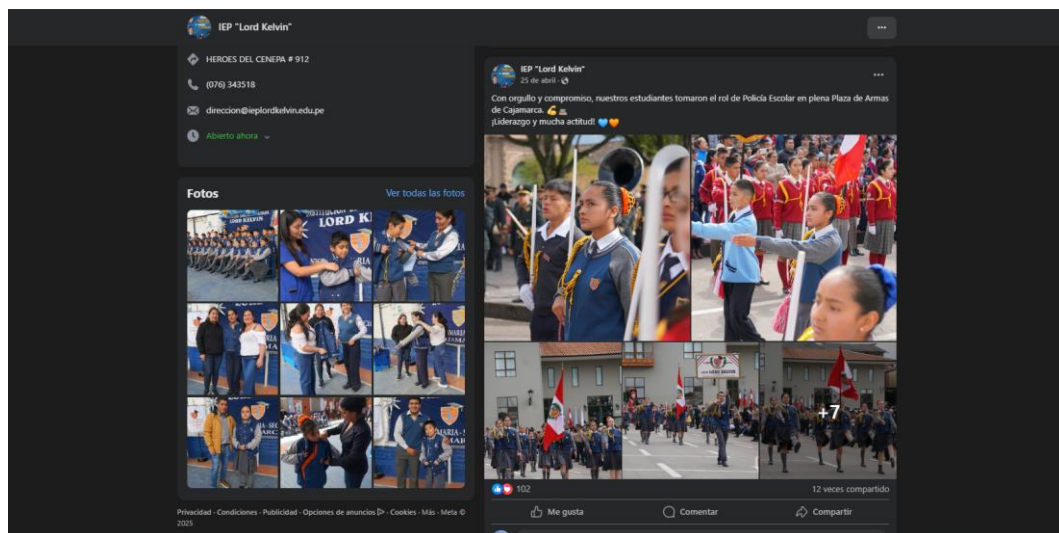 IEP "Lord Kelvin"
HEROES DEL CENEPA # 912
(076) 343518
direccion@ieplordkelvin.edu.pe
Abierto ahora
Fotos
Ver todas las fotos
LORD KI
Privacidad · Condiciones · Publicidad · Opciones de anuncios · Cookies · Más · Meta ©
2025
IEP "Lord Kelvin"
25 de abril
Con orgullo y compromiso, nuestros estudiantes tomaron el rol de Policía Escolar en plena Plaza de Armas
de Cajamarca.
¡Liderazgo y mucha actitud!
+7
102
12 veces compartido
Me gusta
Comentar
Compartir